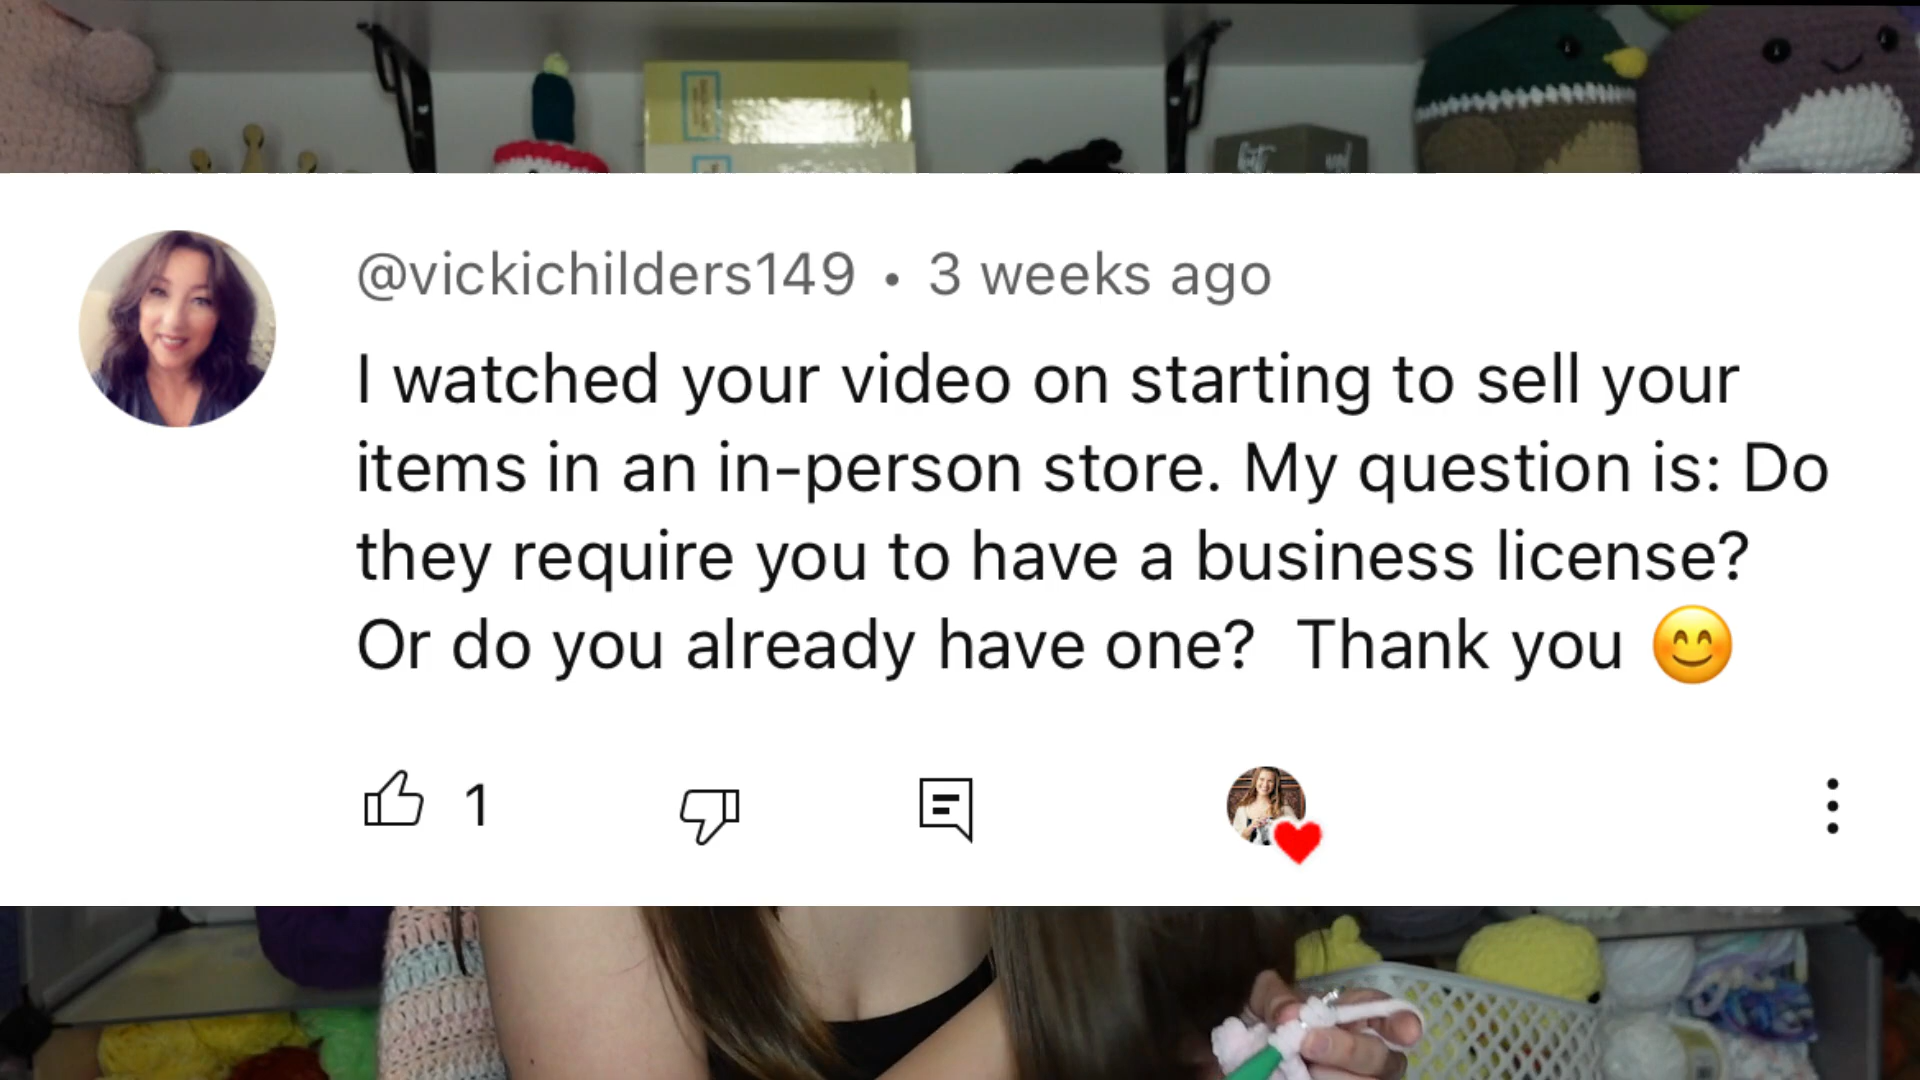 @vickichilders149 • 3 weeks ago
I watched your video on starting to sell your
items in an in-person store. My question is: Do
they require you to have a business license?
Or do you already have one?  Thank you 😊
1